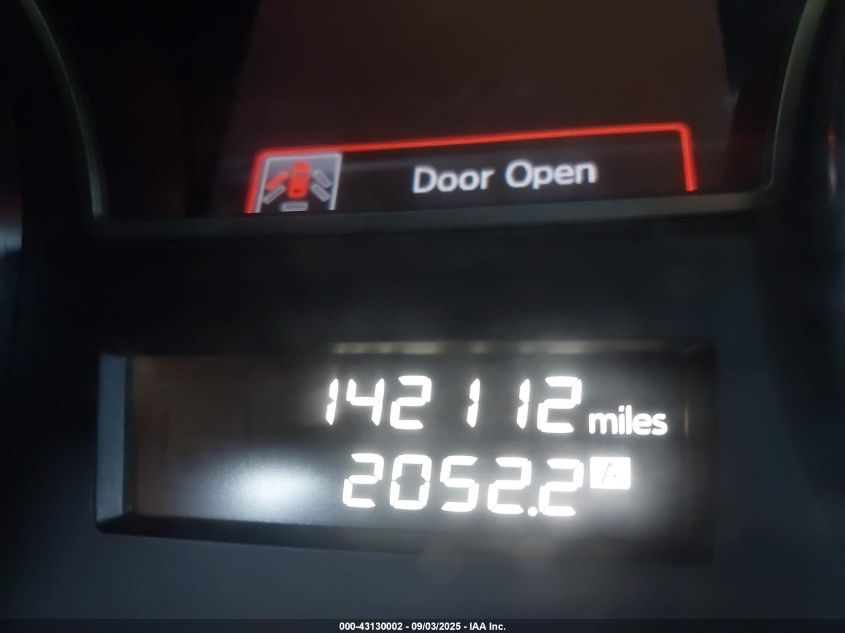 Door Open
142112 miles
2052.2 A
000-43130002 - 09/03/2025 - IAA Inc.